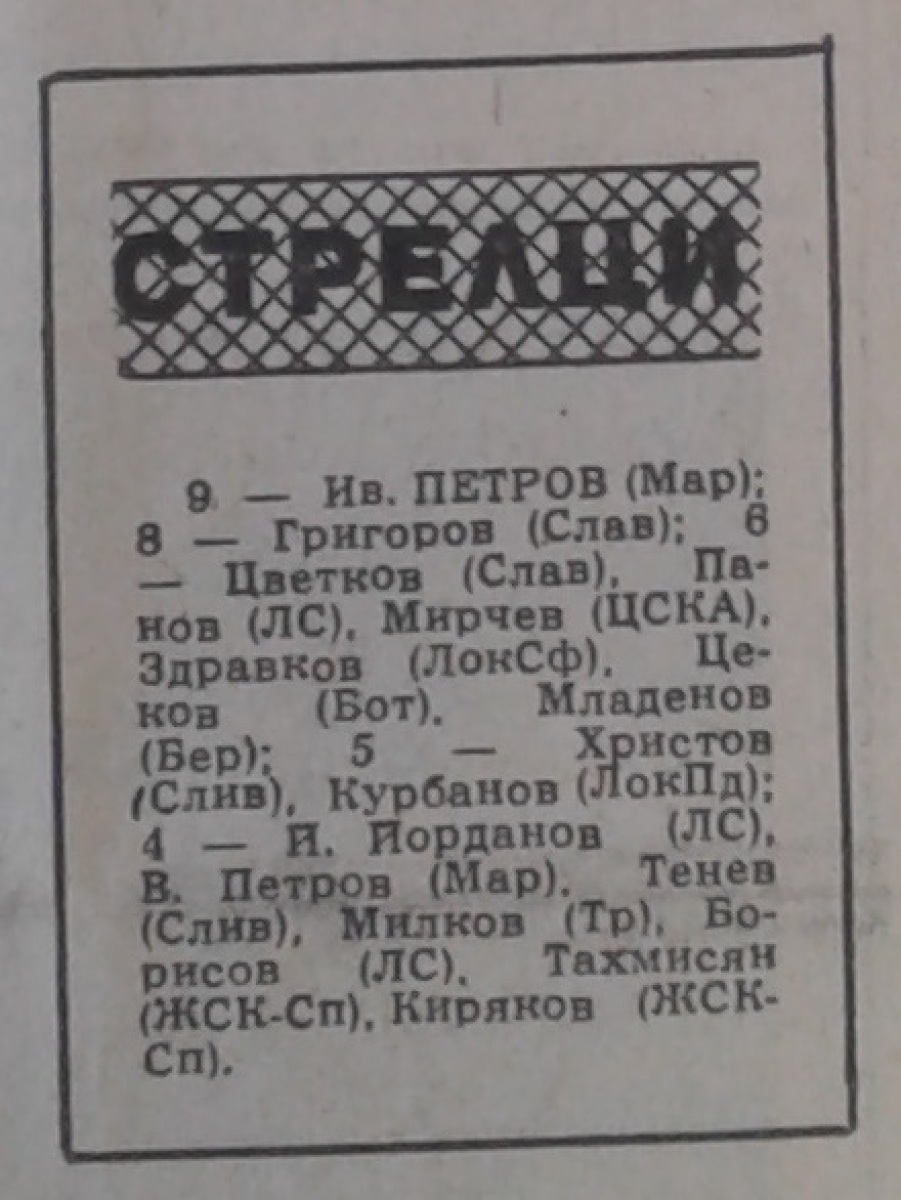 СТРЕЛЦИ
9 — Ив. ПЕТРОВ (Мар);
8 — Григоров (Слав); 6
— Цветков (Слав), Па-
нов (ЛС), Мирчев (ЦСКА),
Здравков (ЛокСф), Це-
ков (Бот), Младенов
(Бер); 5 — Христов
(Слив), Курбанов (ЛокПд);
4 — Й. Йорданов (ЛС),
В. Петров (Мар), Тенев
(Слив), Милков (Тр), Бо-
рисов (ЛС), Тахмисян
(ЖСК-Сп), Киряков (ЖСК-
Сп).